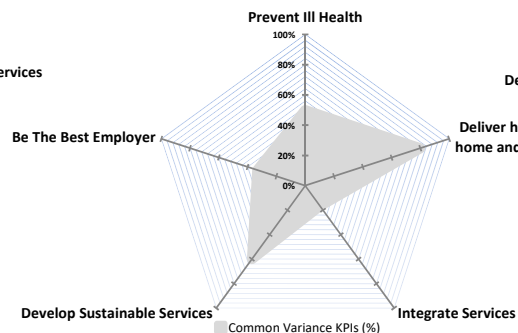 Prevent Ill Health
100%
80%
60%
40%
20%
0%
Deliver
home and
Be The Best Employer
Develop Sustainable Services
Integrate Services
Common Variance KPIs (%)